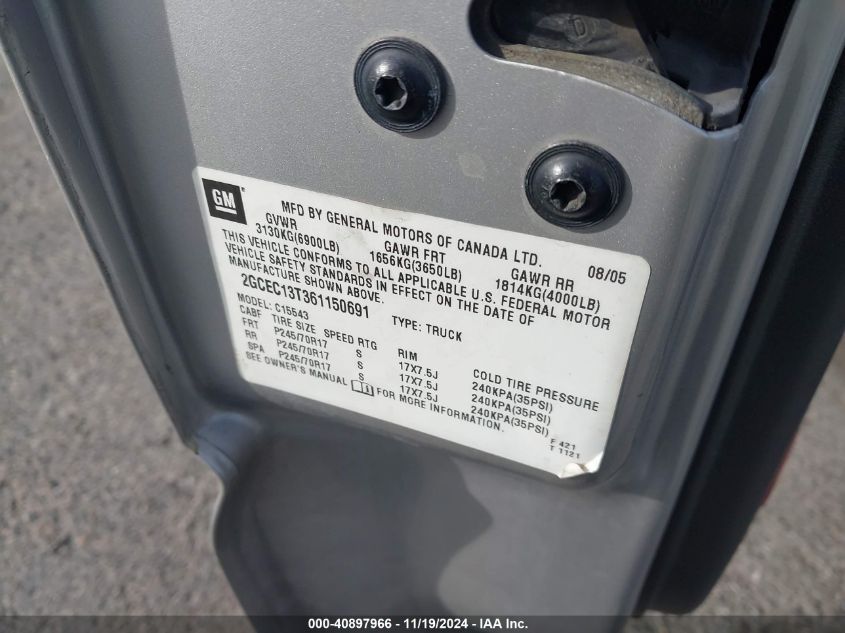 GM
MFD BY GENERAL MOTORS OF CANADA LTD. 08/05
GVWR GAWR FRT GAWR RR
3130KG(6900LB) 1656KG(3650LB) 1814KG(4000LB)
THIS VEHICLE CONFORMS TO ALL APPLICABLE U.S. FEDERAL MOTOR
VEHICLE SAFETY STANDARDS IN EFFECT ON THE DATE OF
MANUFACTURE SHOWN ABOVE.
2GCEC13T361150691 TYPE: TRUCK
MODEL: C15543
CABF TIRE SIZE SPEED RTG RIM COLD TIRE PRESSURE
FRT P245/70R17 S 17X7.5J 240KPA(35PSI)
RR P245/70R17 S 17X7.5J 240KPA(35PSI)
SPA P245/70R17 S 17X7.5J 240KPA(35PSI)
SEE OWNER'S MANUAL FOR MORE INFORMATION.
F 421
T 1121
000-40897966 - 11/19/2024 - IAA Inc.